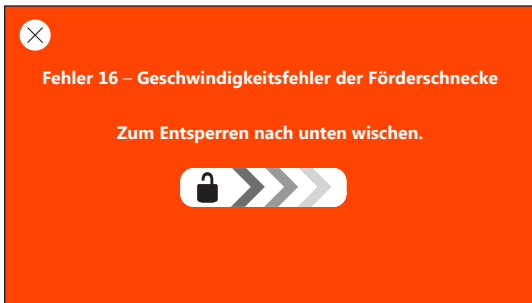 Fehler 16 – Geschwindigkeitsfehler der Förderschnecke
Zum Entsperren nach unten wischen.